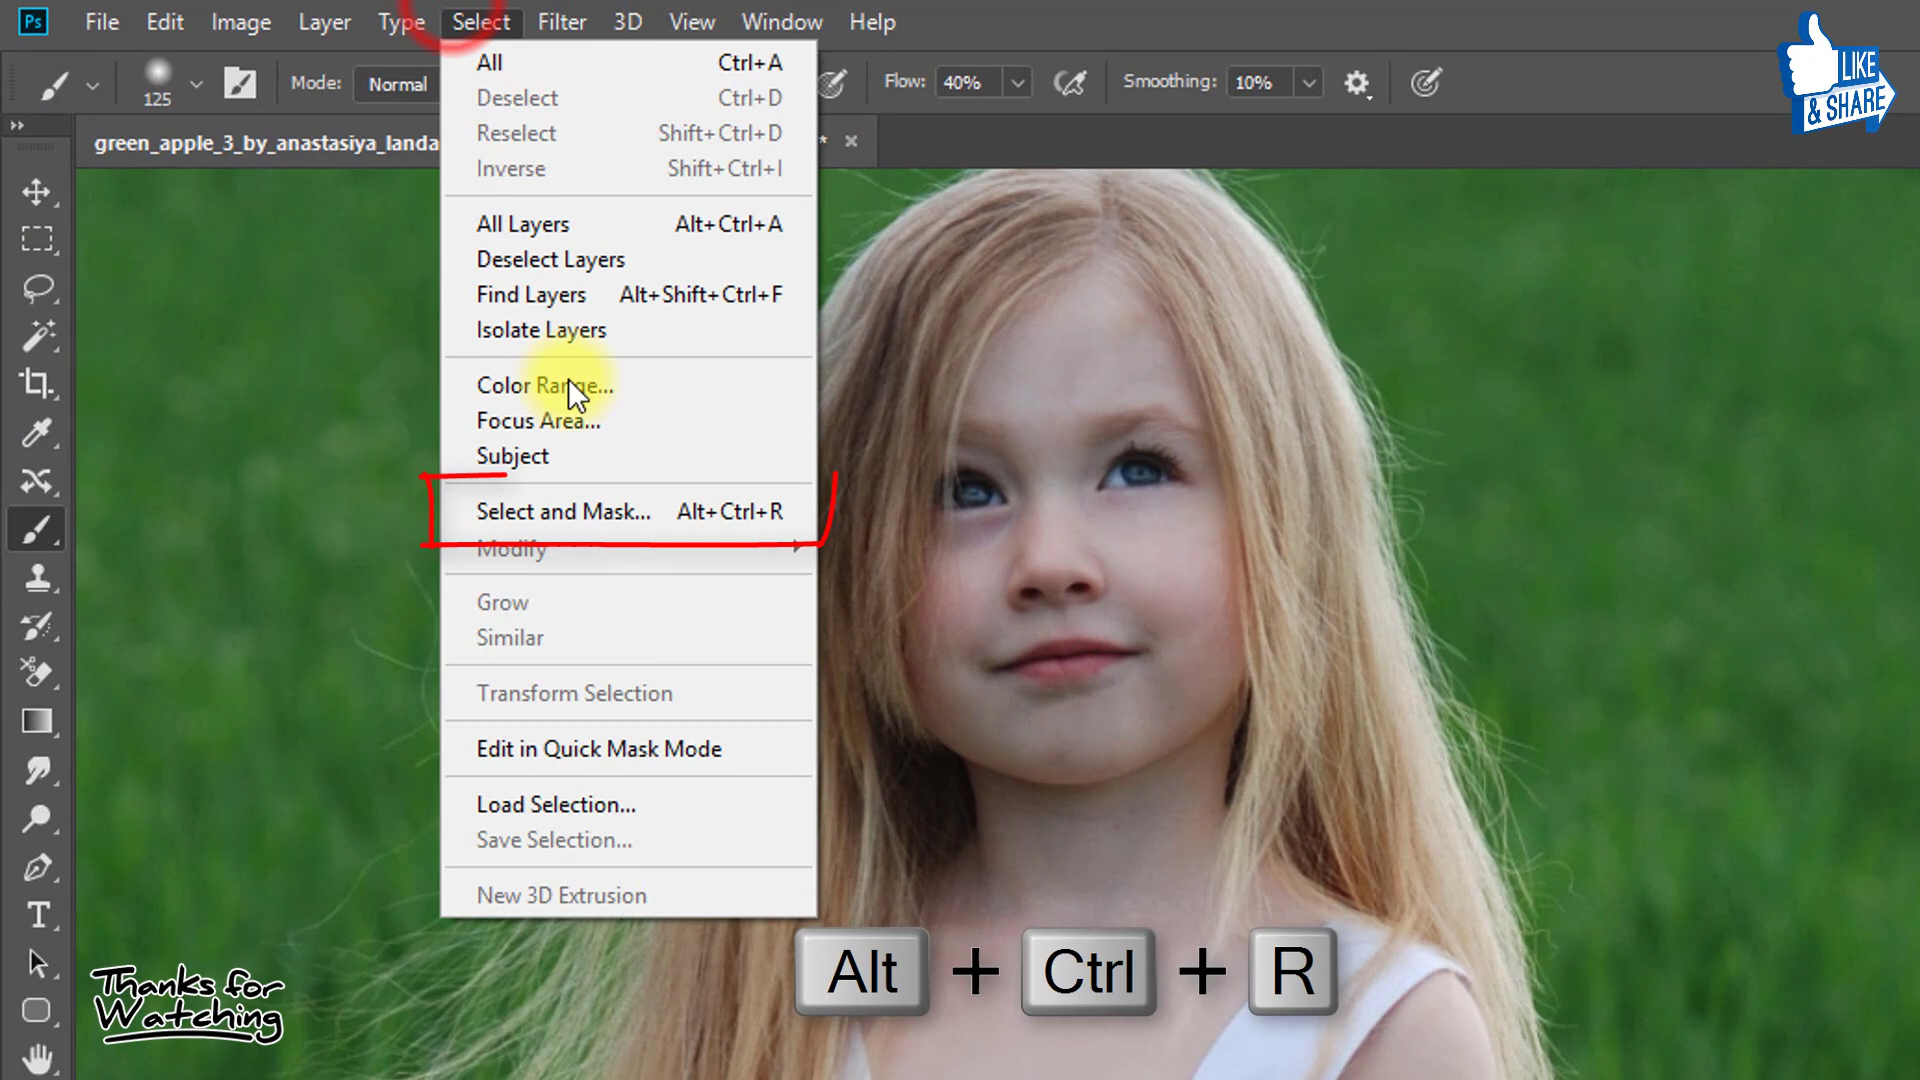 Ps File Edit Image Layer Type Select Filter 3D View Window Help
125 Mode: Normal Flow: 40% Smoothing: 10%
LIKE
& SHARE
green_apple_3_by_anastasiya_landa * ×
All Ctrl+A
Deselect Ctrl+D
Reselect Shift+Ctrl+D
Inverse Shift+Ctrl+I
All Layers Alt+Ctrl+A
Deselect Layers
Find Layers Alt+Shift+Ctrl+F
Isolate Layers
Color Range...
Focus Area...
Subject
Select and Mask... Alt+Ctrl+R
Modify
Grow
Similar
Transform Selection
Edit in Quick Mask Mode
Load Selection...
Save Selection...
New 3D Extrusion
Alt + Ctrl + R
Thanks for
Watching